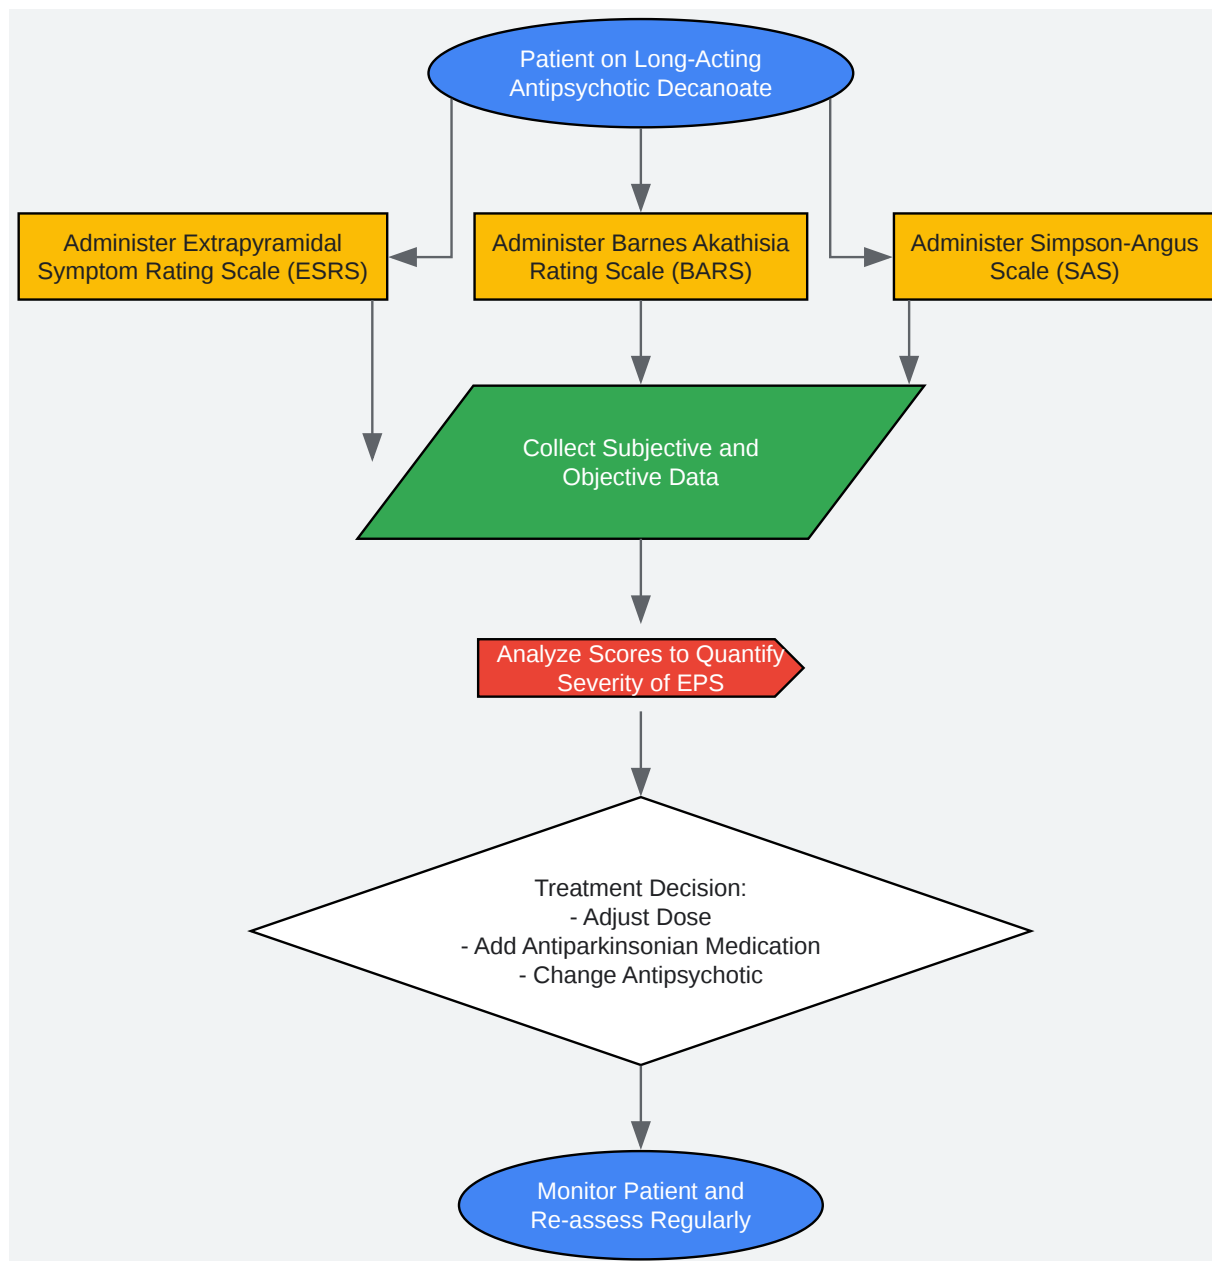 Patient on Long-Acting
Antipsychotic Decanoate
Administer Extrapyramidal
Symptom Rating Scale (ESRS)
Administer Barnes Akathisia
Rating Scale (BARS)
Administer Simpson-Angus
Scale (SAS)
Collect Subjective and
Objective Data
Analyze Scores to Quantify
Severity of EPS
Treatment Decision:
- Adjust Dose
- Add Antiparkinsonian Medication
- Change Antipsychotic
Monitor Patient and
Re-assess Regularly